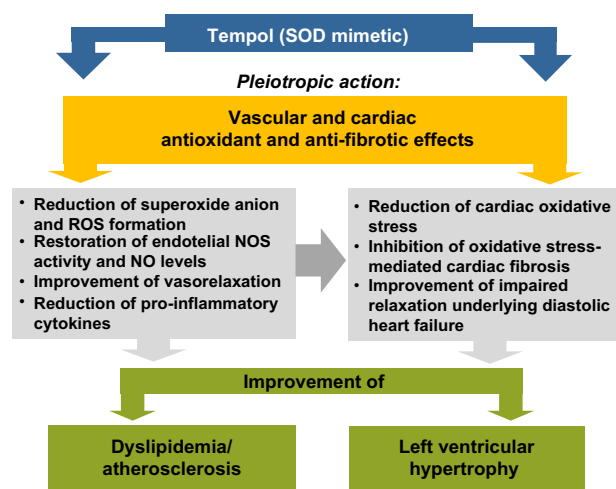 Tempol (SOD mimetic)
Pleiotropic action:
Vascular and cardiac
antioxidant and anti-fibrotic effects
• Reduction of superoxide anion
and ROS formation
• Restoration of endotelial NOS
activity and NO levels
• Improvement of vasorelaxation
• Reduction of pro-inflammatory
cytokines
• Reduction of cardiac oxidative
stress
• Inhibition of oxidative stress-
mediated cardiac fibrosis
• Improvement of impaired
relaxation underlying diastolic
heart failure
Improvement of
Dyslipidemia/
atherosclerosis
Left ventricular
hypertrophy